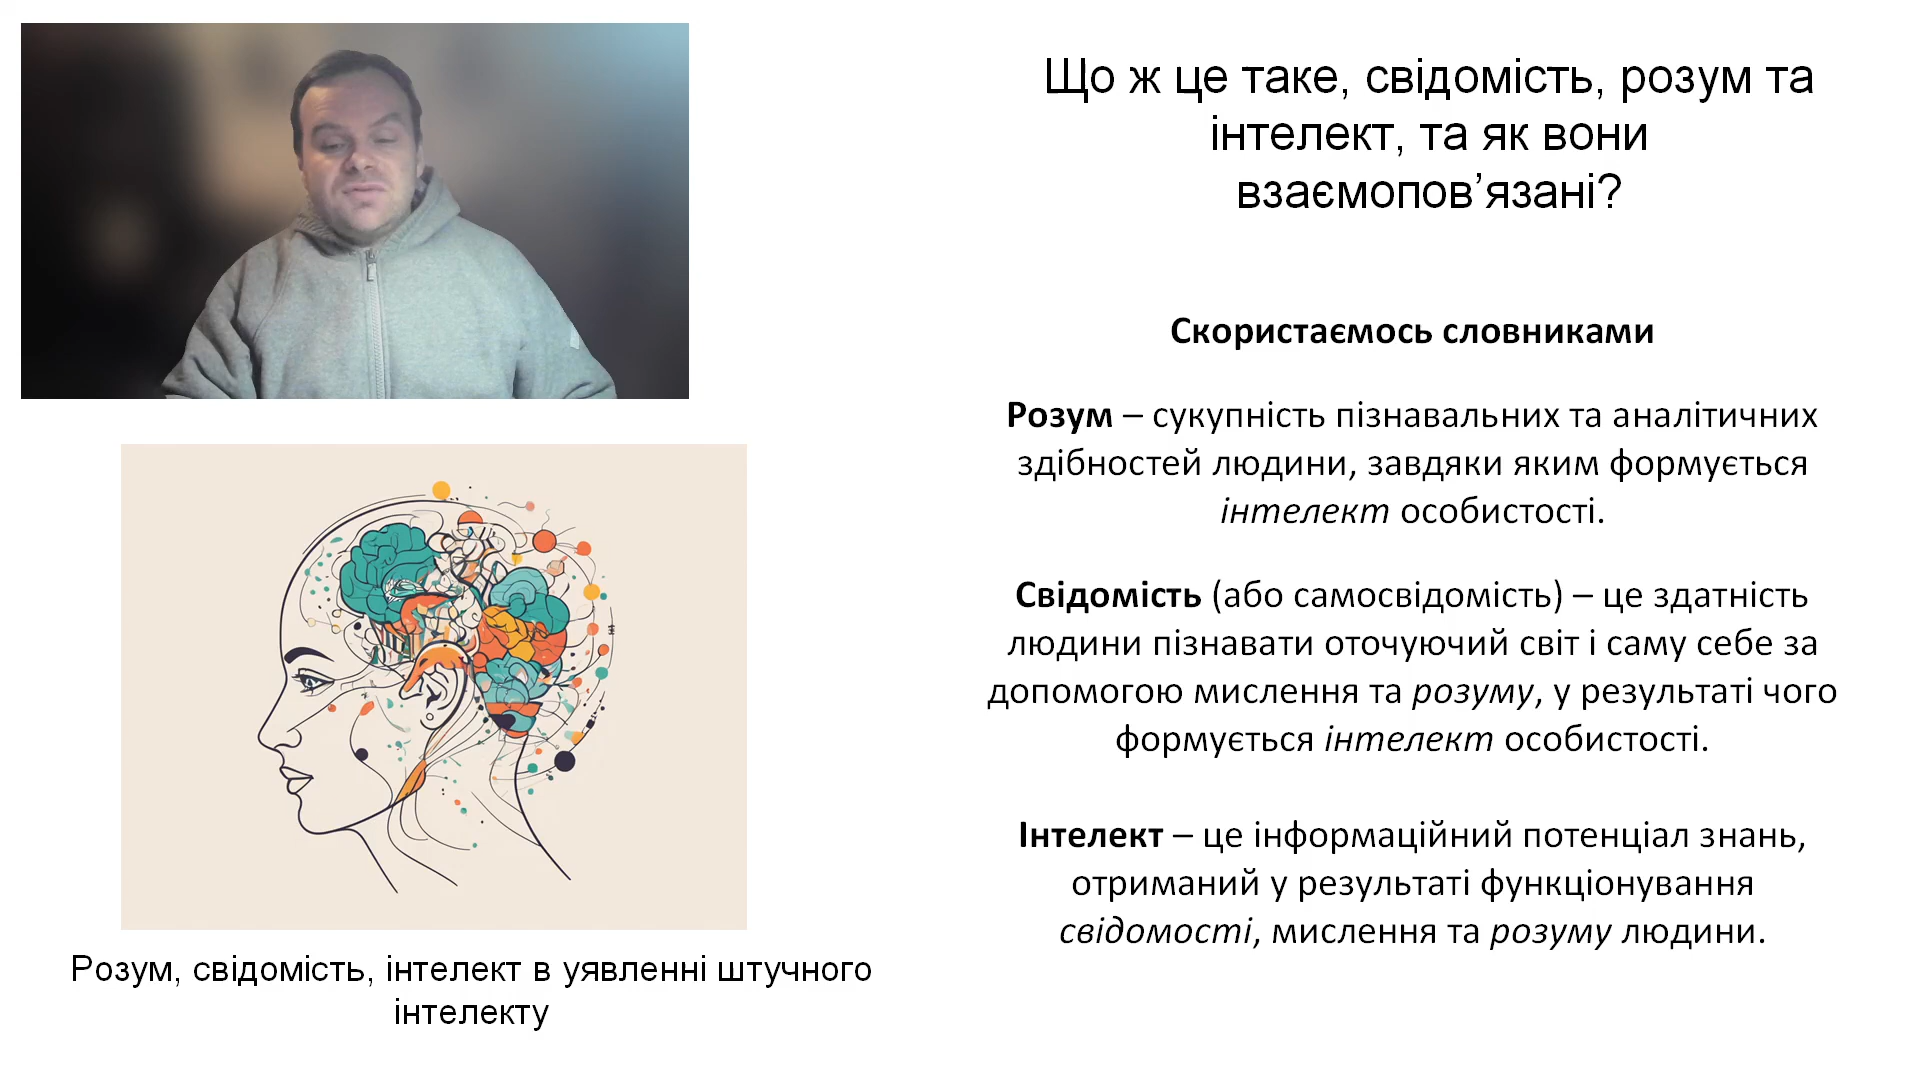 Що ж це таке, свідомість, розум та
інтелект, та як вони
взаємопов’язані?
Скористаємось словниками
Розум – сукупність пізнавальних та аналітичних
здібностей людини, завдяки яким формується
інтелект особистості.
Свідомість (або самосвідомість) – це здатність
людини пізнавати оточуючий світ і саму себе за
допомогою мислення та розуму, у результаті чого
формується інтелект особистості.
Інтелект – це інформаційний потенціал знань,
отриманий у результаті функціонування
свідомості, мислення та розуму людини.
Розум, свідомість, інтелект в уявленні штучного
інтелекту